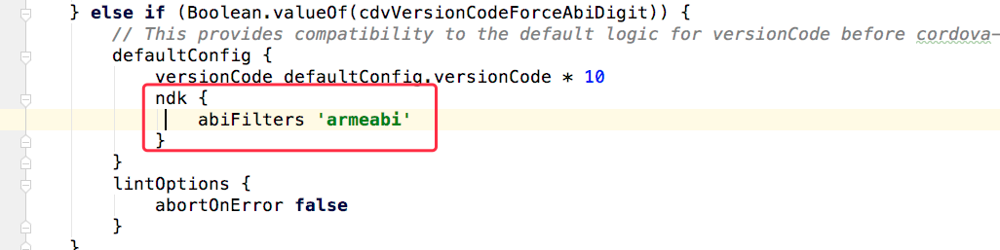 } else if (Boolean.valueOf(cdvVersionCodeForceAbiDigit)) {
// This provides compatibility to the default logic for versionCode before cordova-
defaultConfig {
versionCode defaultConfig.versionCode * 10
ndk {
abiFilters 'armeabi'
}
}
lintOptions {
abortOnError false
}
}